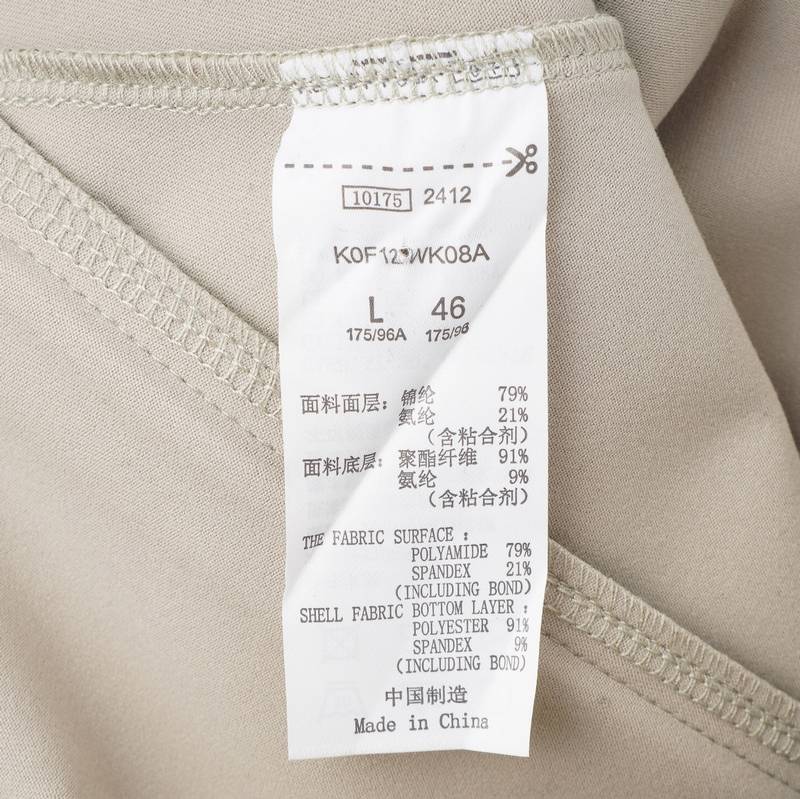 10175 2412
L 46
175/96A 175/96
面料面层：锦纶 79%
氨纶 21%
（含粘合剂）
面料底层：聚酯纤维 91%
氨纶 9%
（含粘合剂）
THE FABRIC SURFACE :
POLYAMIDE 79%
SPANDEX 21%
(INCLUDING BOND)
SHELL FABRIC BOTTOM LAYER :
POLYESTER 91%
SPANDEX 9%
(INCLUDING BOND)
中国制造
Made in China